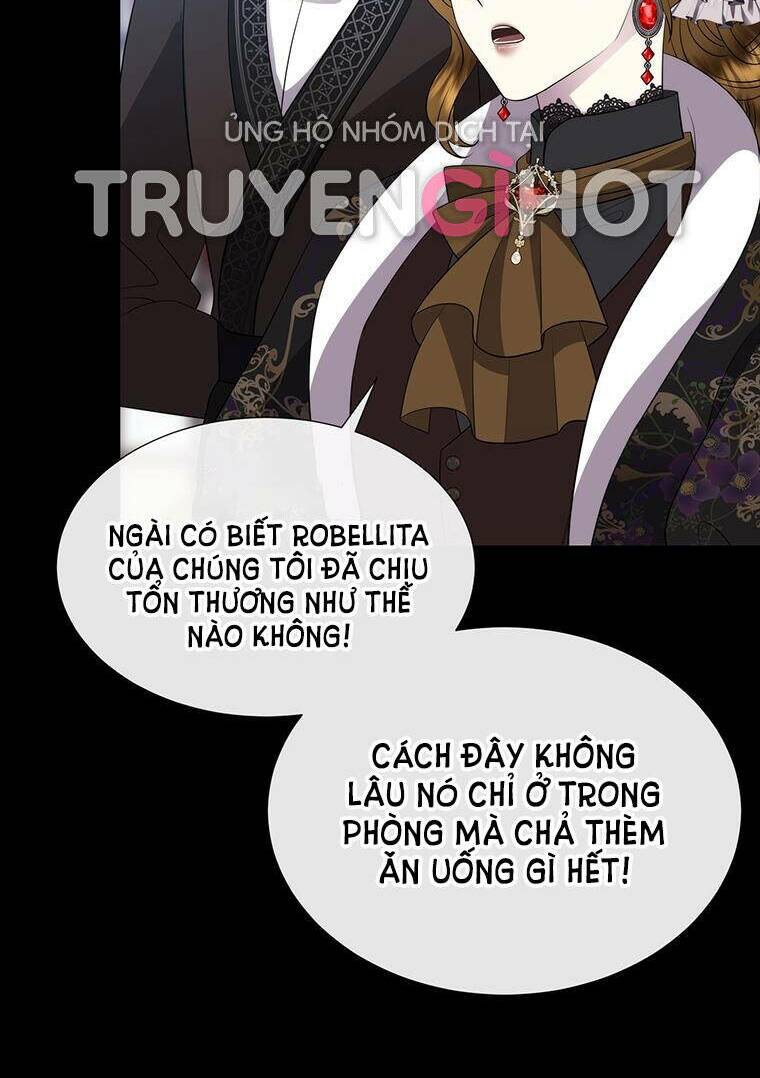 ỦNG HỘ NHÓM DỊCH TẠI
TRUYENGIHOT
NGÀI CÓ BIẾT ROBELLITA
CỦA CHÚNG TÔI ĐÃ CHỊU
TỔN THƯƠNG NHƯ THẾ
NÀO KHÔNG!
CÁCH ĐÂY KHÔNG
LÂU NÓ CHỈ Ở TRONG
PHÒNG MÀ CHẢ THÈM
ĂN UỐNG GÌ HẾT!